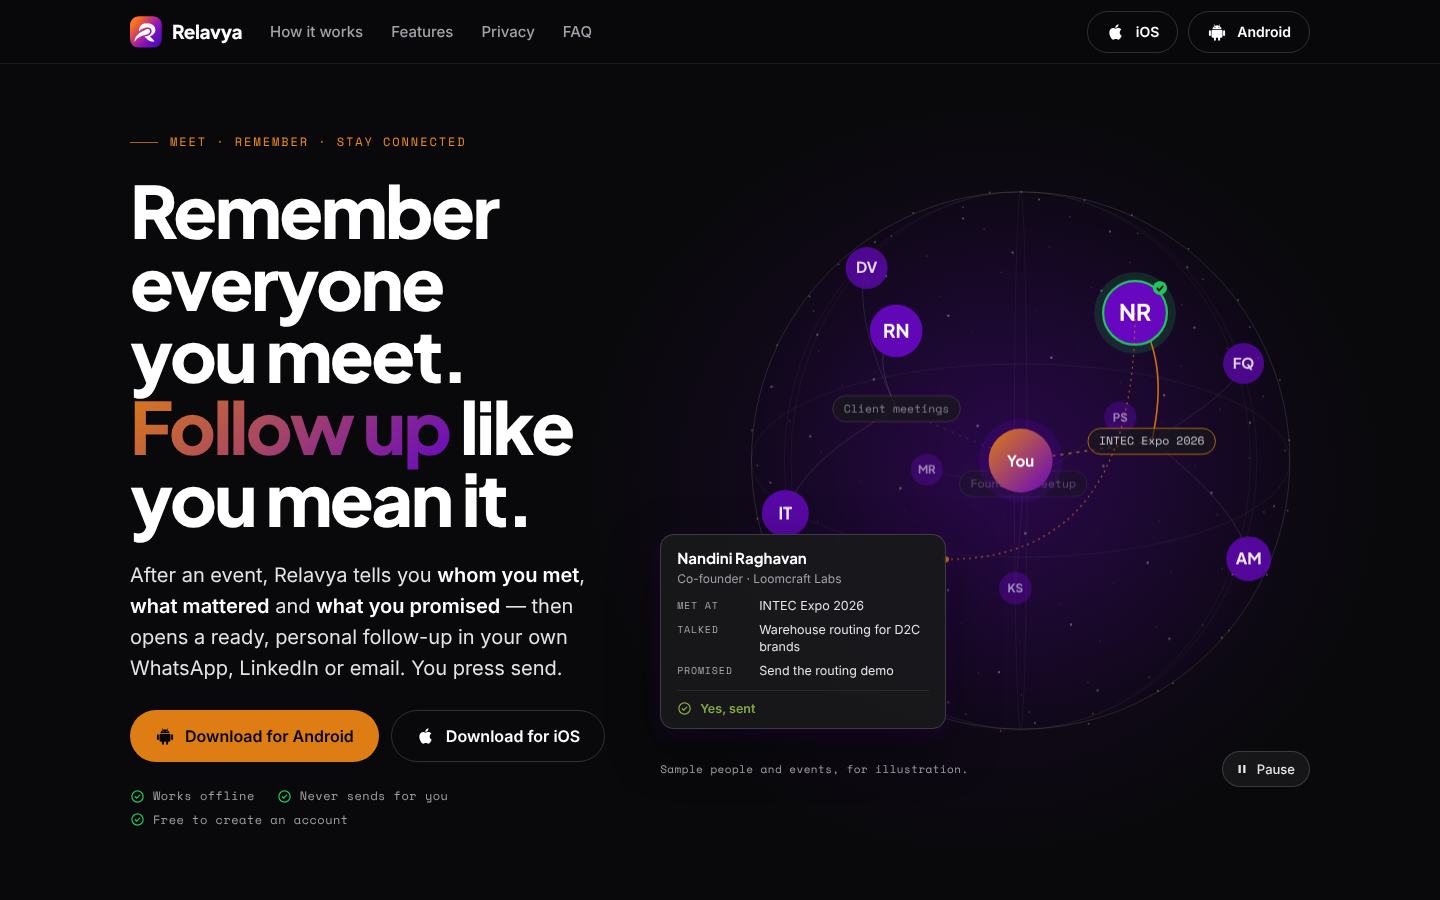 Relavya
How it works
Features
Privacy
FAQ
iOS
Android
MEET · REMEMBER · STAY CONNECTED
Remember
everyone
you meet.
Follow up like
you mean it.
After an event, Relavya tells you whom you met,
what mattered and what you promised — then
opens a ready, personal follow-up in your own
WhatsApp, LinkedIn or email. You press send.
Download for Android
Download for iOS
Works offline
Never sends for you
Free to create an account
DV
RN
NR
FQ
Client meetings
PS
INTEC Expo 2026
You
MR
IT
AM
KS
Nandini Raghavan
Co-founder · Loomcraft Labs
MET AT INTEC Expo 2026
TALKED Warehouse routing for D2C
brands
PROMISED Send the routing demo
Yes, sent
Sample people and events, for illustration.
Pause